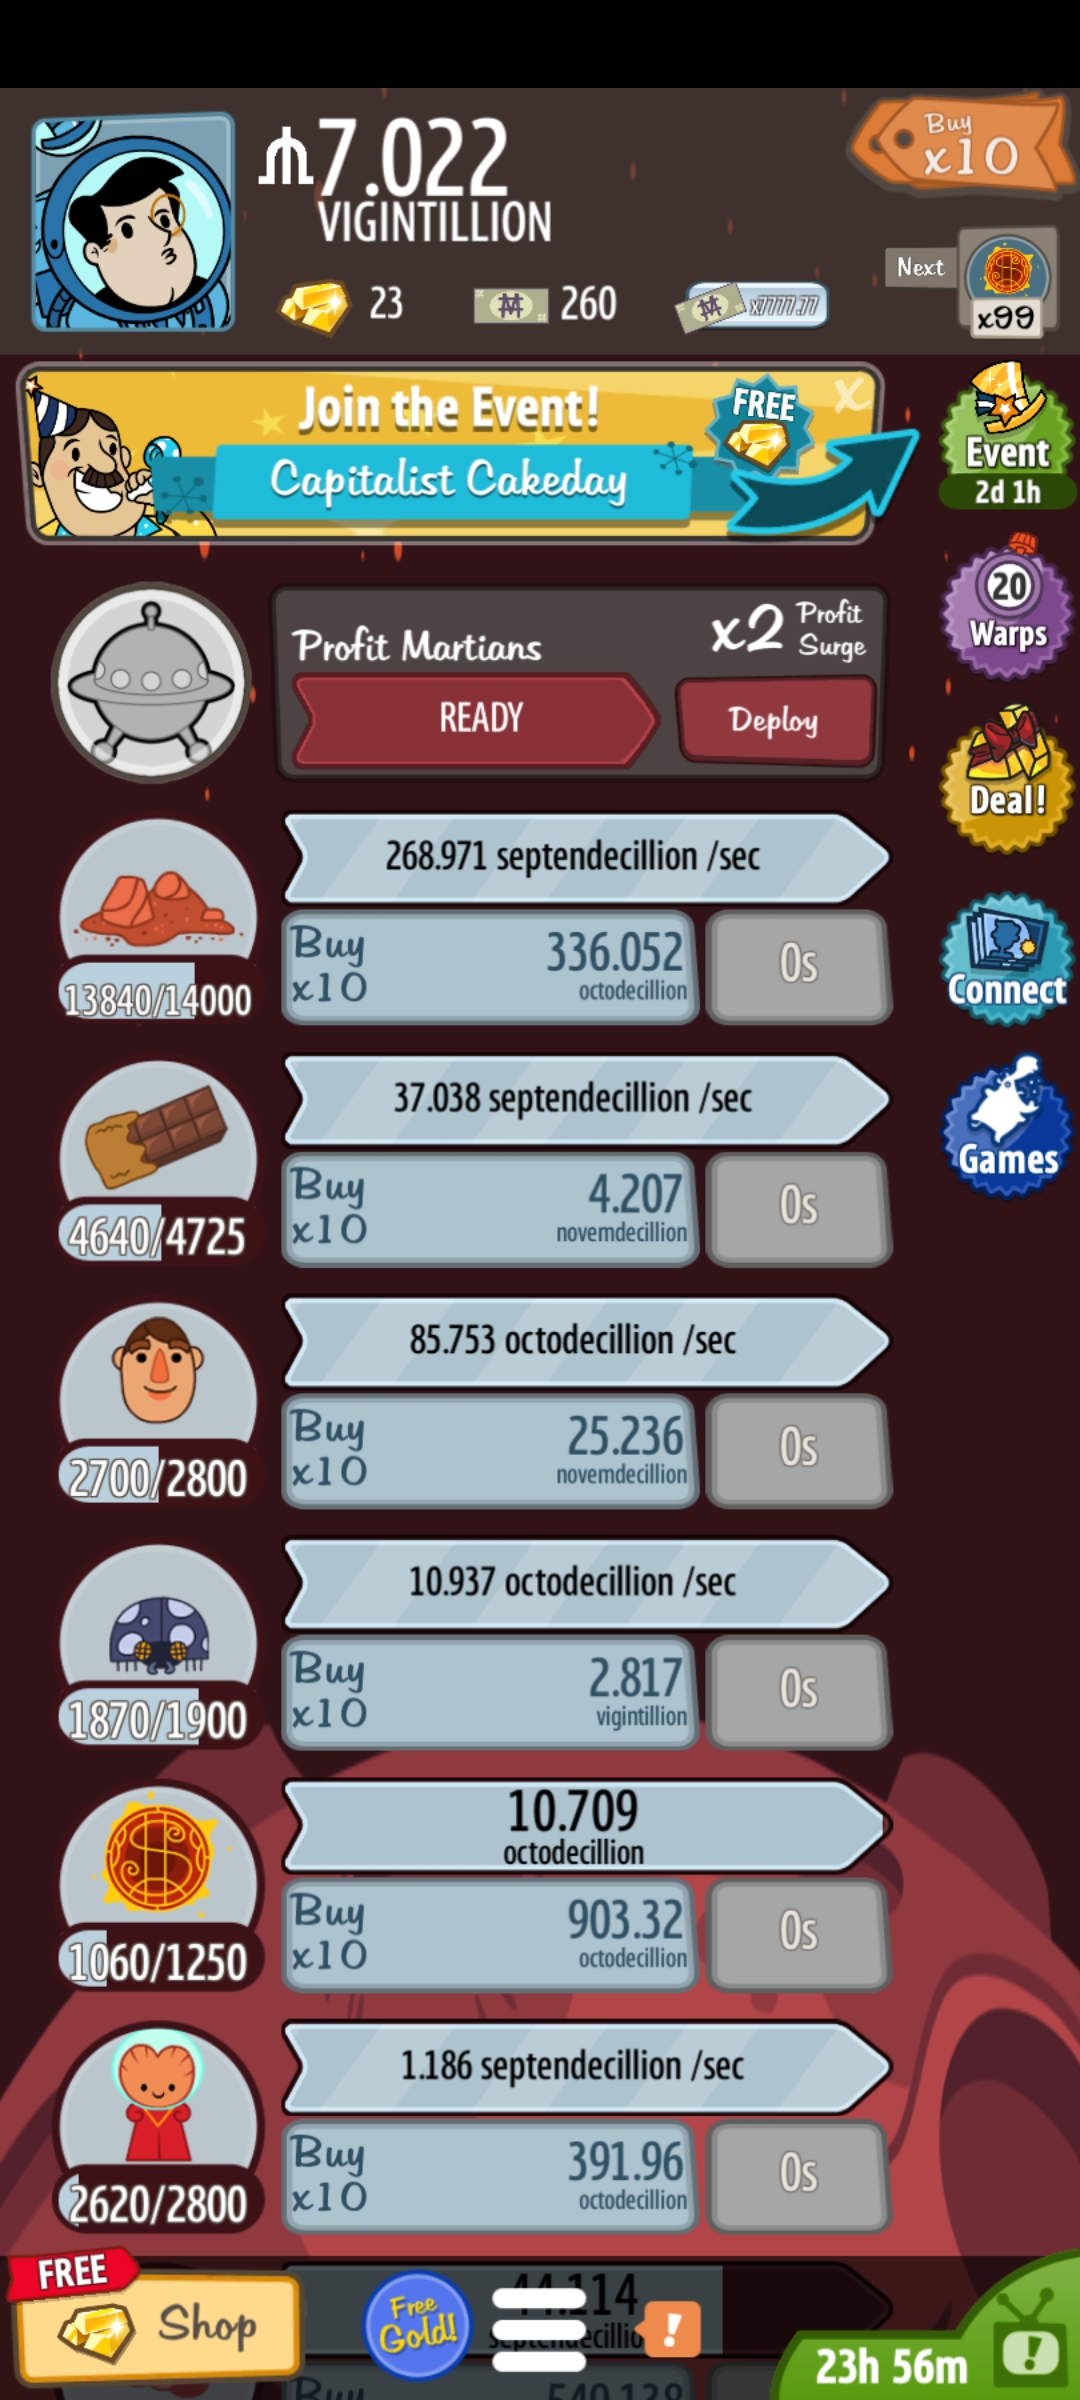 7.022
VIGINTILLION
Buy
x10
23
260
x7777.77
Next
x99
Join the Event!
FREE
Capitalist Cakeday
Event
2d 1h
20
Warps
Profit Martians
x2 Profit Surge
READY
Deploy
Deal!
268.971 septendecillion /sec
13840/14000
Buy x10
336.052
octodecillion
0s
Connect
37.038 septendecillion /sec
4640/4725
Buy x10
4.207
novemdecillion
0s
Games
85.753 octodecillion /sec
2700/2800
Buy x10
25.236
novemdecillion
0s
10.937 octodecillion /sec
1870/1900
Buy x10
2.817
vigintillion
0s
10.709
octodecillion
1060/1250
Buy x10
903.32
octodecillion
0s
1.186 septendecillion /sec
2620/2800
Buy x10
391.96
octodecillion
0s
FREE
Shop
Free Gold!
!
23h 56m
!
Buy